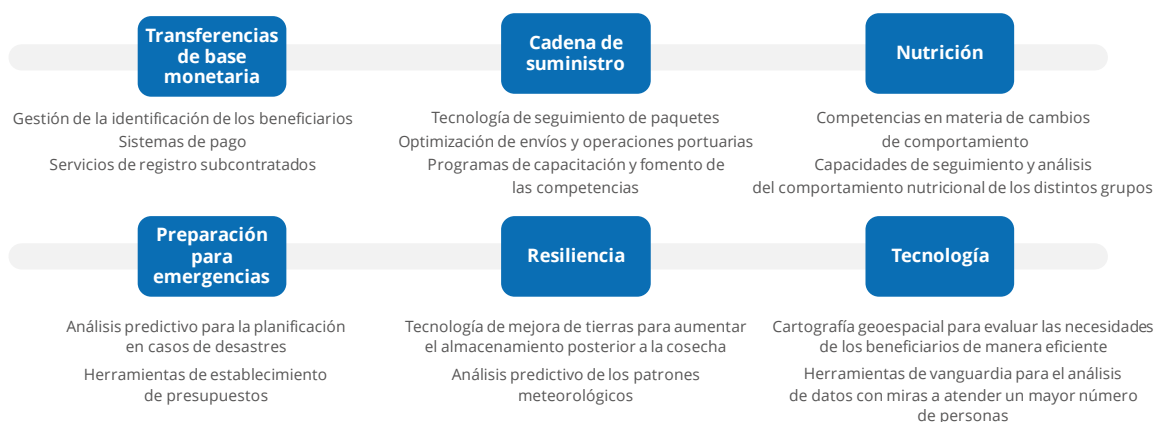 Transferencias
de base
monetaria
Gestión de la identificación de los beneficiarios
Sistemas de pago
Servicios de registro subcontratados
Cadena de
suministro
Tecnología de seguimiento de paquetes
Optimización de envíos y operaciones portuarias
Programas de capacitación y fomento de
las competencias
Nutrición
Competencias en materia de cambios
de comportamiento
Capacidades de seguimiento y análisis
del comportamiento nutricional de los distintos grupos
Preparación
para
emergencias
Análisis predictivo para la planificación
en casos de desastres
Herramientas de establecimiento
de presupuestos
Resiliencia
Tecnología de mejora de tierras para aumentar
el almacenamiento posterior a la cosecha
Análisis predictivo de los patrones
meteorológicos
Tecnología
Cartografía geoespacial para evaluar las necesidades
de los beneficiarios de manera eficiente
Herramientas de vanguardia para el análisis
de datos con miras a atender un mayor número
de personas